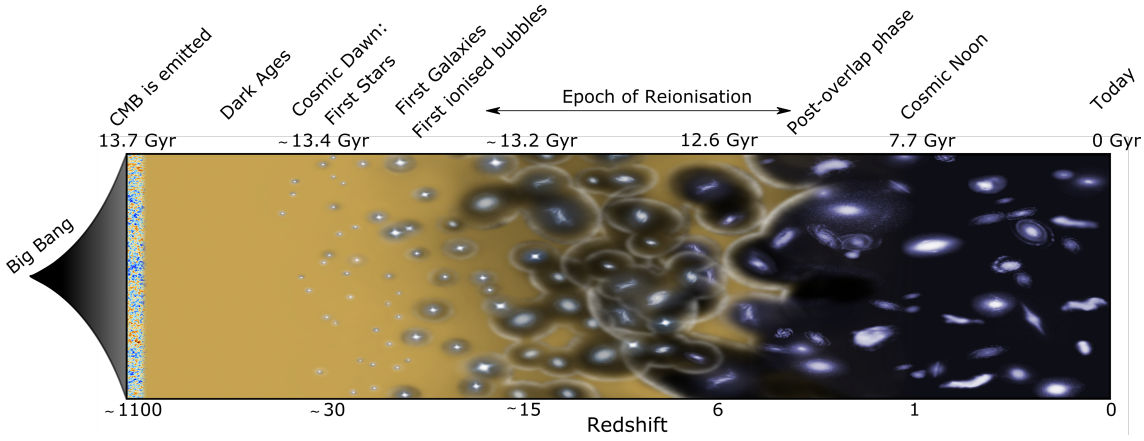 CMB is emitted
Dark Ages
Cosmic Dawn:
First Stars
First Galaxies
First ionised bubbles
Epoch of Reionisation
Post-overlap phase
Cosmic Noon
Today
13.7 Gyr
~13.4 Gyr
~13.2 Gyr
12.6 Gyr
7.7 Gyr
0 Gyr
Big Bang
~1100
~30
~15
6
1
0
Redshift